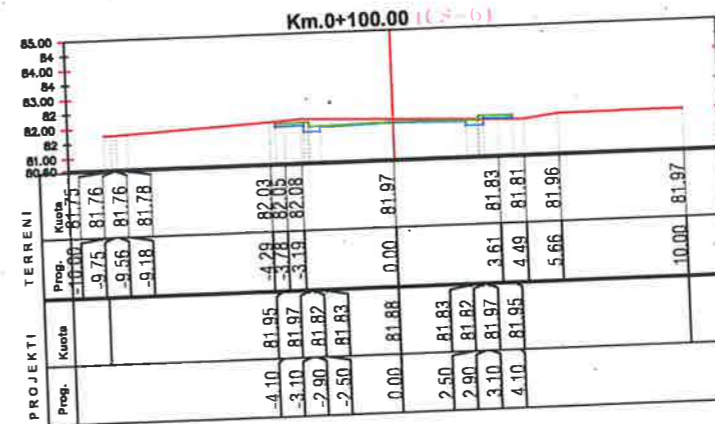 Km.0+100.00 1(S-6)
85.00
84
84.00
84
83.00
82
82.00
82
81.00
80.60
TERRENI
Kuota 81.75 81.76 81.76 81.78 82.03 82.05 82.08 81.97 81.83 81.81 81.96 81.97
Prog. -10.00 -9.75 -9.56 -9.18 -4.29 -3.78 -3.19 0.00 3.61 4.49 5.66 10.00
PROJEKTI
Kuota 81.95 81.97 81.82 81.83 81.88 81.83 81.82 81.97 81.95
Prog. -4.10 -3.10 -2.90 -2.50 0.00 2.50 2.90 3.10 4.10